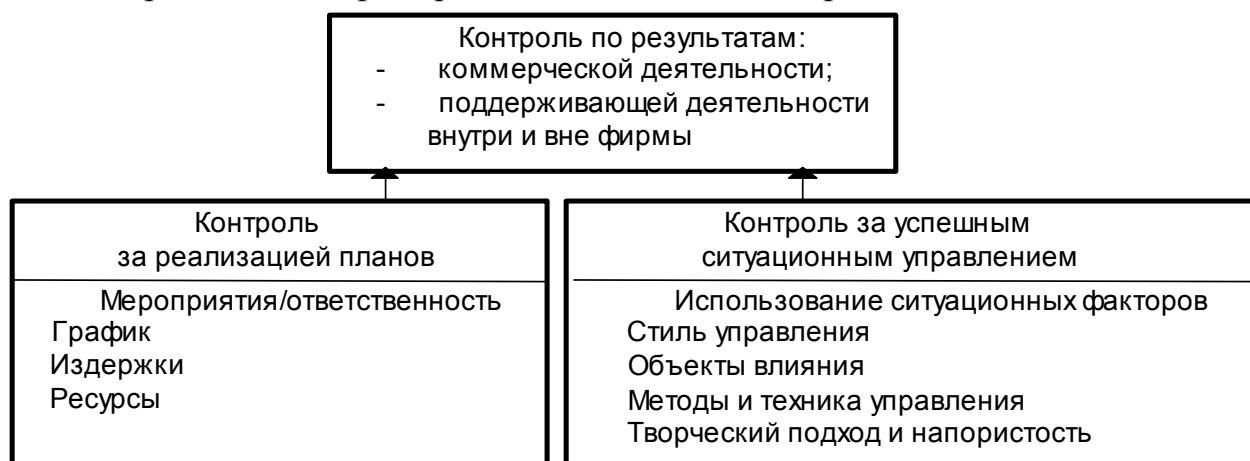 Контроль по результатам:
- коммерческой деятельности;
- поддерживающей деятельности
внутри и вне фирмы
Контроль
за реализацией планов
Мероприятия/ответственность
График
Издержки
Ресурсы
Контроль за успешным
ситуационным управлением
Использование ситуационных факторов
Стиль управления
Объекты влияния
Методы и техника управления
Творческий подход и напористость